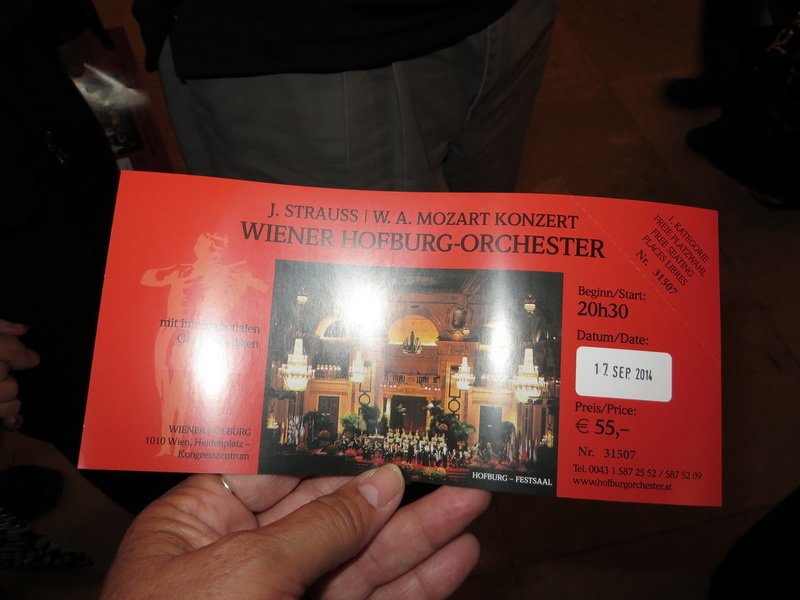 J. STRAUSS | W. A. MOZART KONZERT
WIENER HOFBURG-ORCHESTER
1. KATEGORIE
FREIE PLATZWAHL
FREE SEATING
PLACES LIBRES
Nr. 31507
mit internationalen
Beginn/Start:
20h30
Datum/Date:
17. SEP. 2014
Preis/Price:
€ 55,–
Nr. 31507
Tel. 0043 | 587 25 52 / 587 52 09
www.hofburgorchester.at
WIENER HOFBURG
1010 Wien, Heldenplatz –
Kongresszentrum
HOFBURG – FESTSAAL